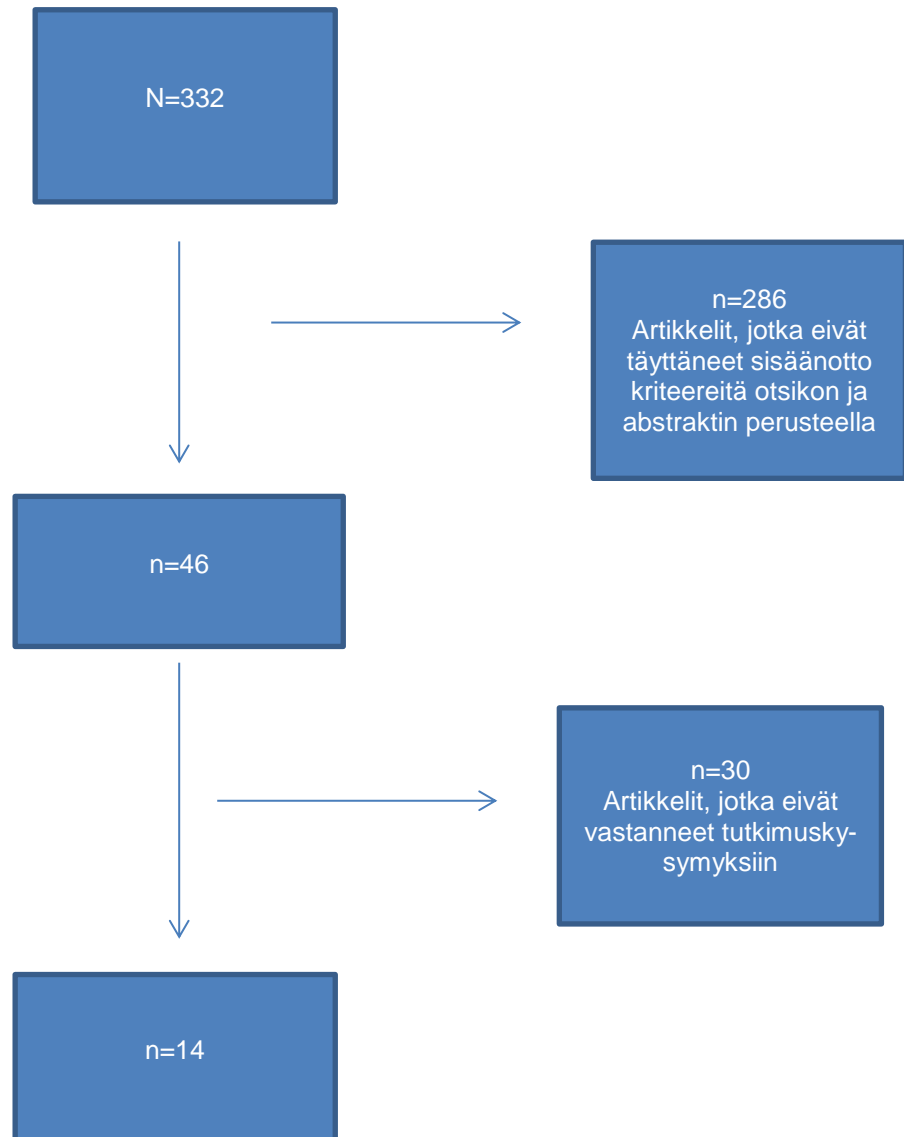 N=332
n=286
Artikkelit, jotka eivät
täyttäneet sisäänotto
kriteereitä otsikon ja
abstraktin perusteella
n=46
n=30
Artikkelit, jotka eivät
vastanneet tutkimusky-
symyksiin
n=14